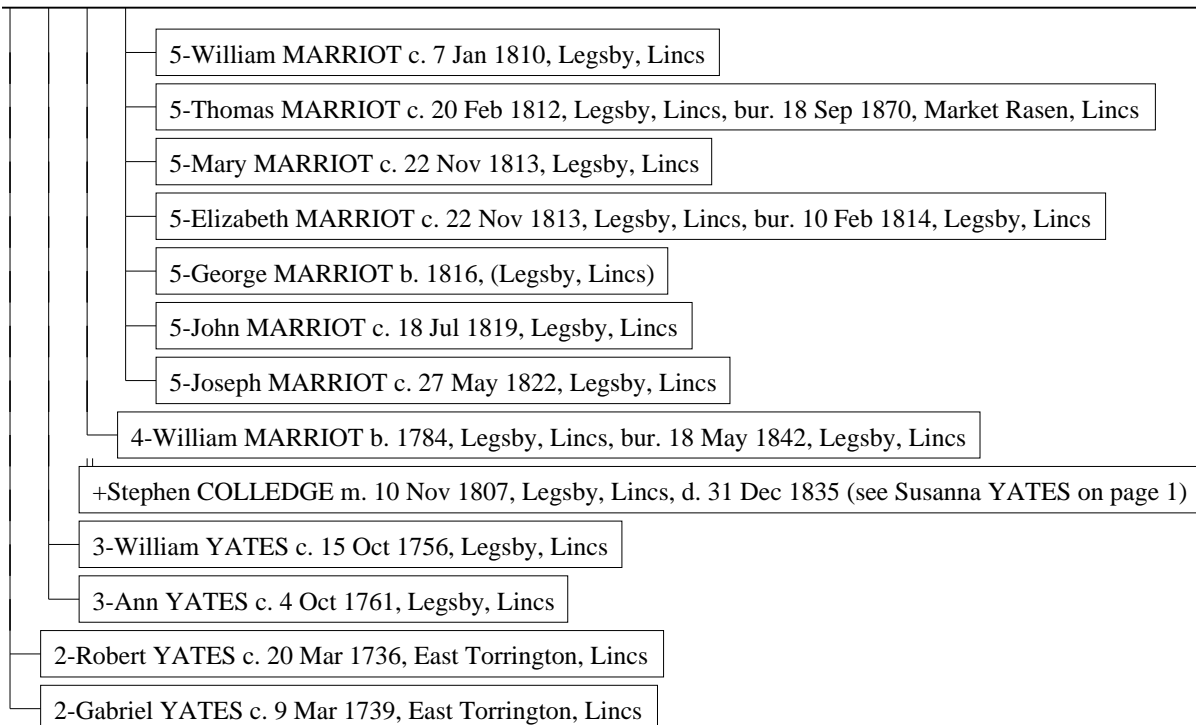 5-William MARRIOT c. 7 Jan 1810, Legsby, Lincs
5-Thomas MARRIOT c. 20 Feb 1812, Legsby, Lincs, bur. 18 Sep 1870, Market Rasen, Lincs
5-Mary MARRIOT c. 22 Nov 1813, Legsby, Lincs
5-Elizabeth MARRIOT c. 22 Nov 1813, Legsby, Lincs, bur. 10 Feb 1814, Legsby, Lincs
5-George MARRIOT b. 1816, (Legsby, Lincs)
5-John MARRIOT c. 18 Jul 1819, Legsby, Lincs
5-Joseph MARRIOT c. 27 May 1822, Legsby, Lincs
4-William MARRIOT b. 1784, Legsby, Lincs, bur. 18 May 1842, Legsby, Lincs
+Stephen COLLEDGE m. 10 Nov 1807, Legsby, Lincs, d. 31 Dec 1835 (see Susanna YATES on page 1)
3-William YATES c. 15 Oct 1756, Legsby, Lincs
3-Ann YATES c. 4 Oct 1761, Legsby, Lincs
2-Robert YATES c. 20 Mar 1736, East Torrington, Lincs
2-Gabriel YATES c. 9 Mar 1739, East Torrington, Lincs